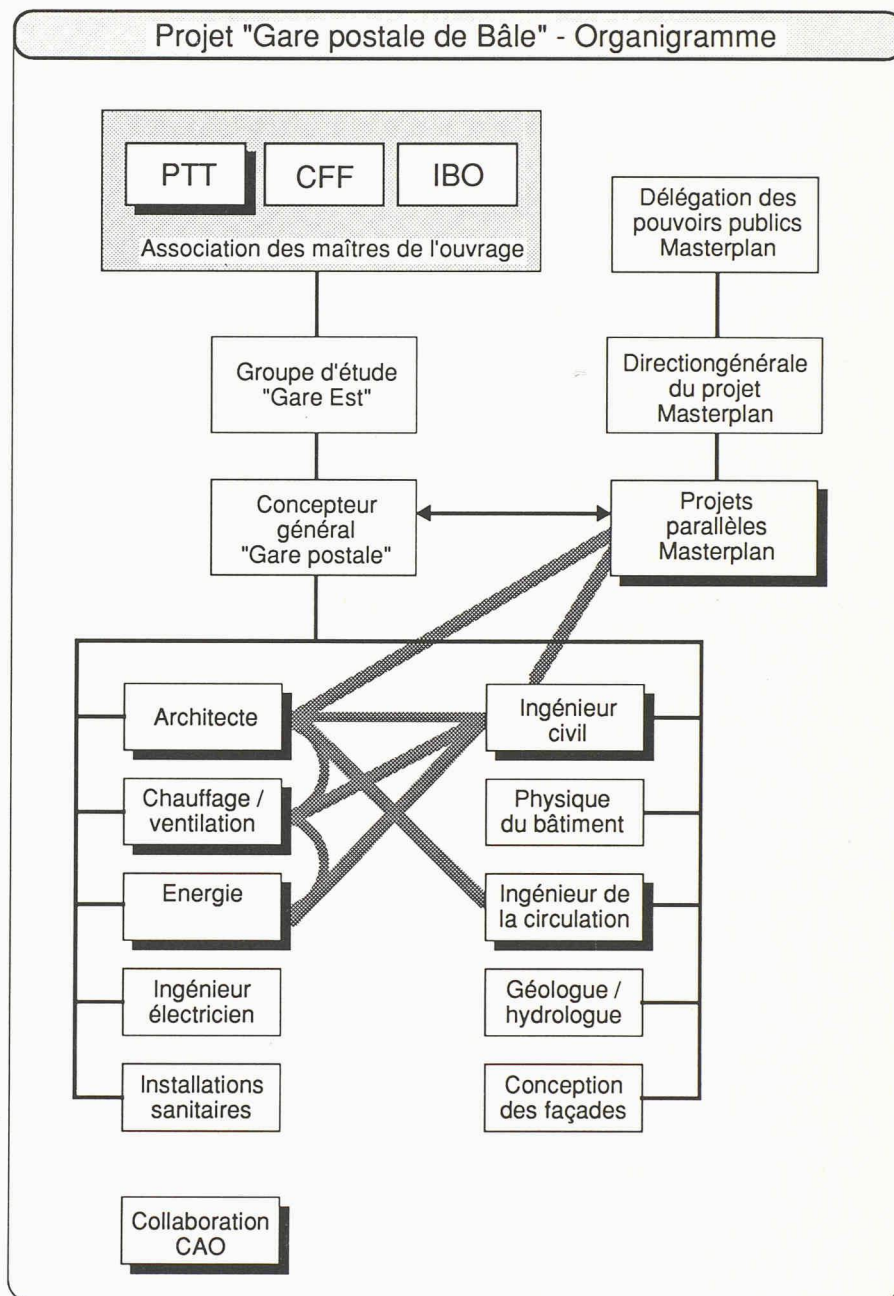 Projet "Gare postale de Bâle" - Organigramme
PTT
CFF
IBO
Association des maîtres de l'ouvrage
Délégation des
pouvoirs publics
Masterplan
Groupe d'étude
"Gare Est"
Directiongénérale
du projet
Masterplan
Concepteur
général
"Gare postale"
Projets
parallèles
Masterplan
Architecte
Ingénieur
civil
Chauffage /
ventilation
Physique
du bâtiment
Energie
Ingénieur de
la circulation
Ingénieur
électricien
Géologue /
hydrologue
Installations
sanitaires
Conception
des façades
Collaboration
CAO